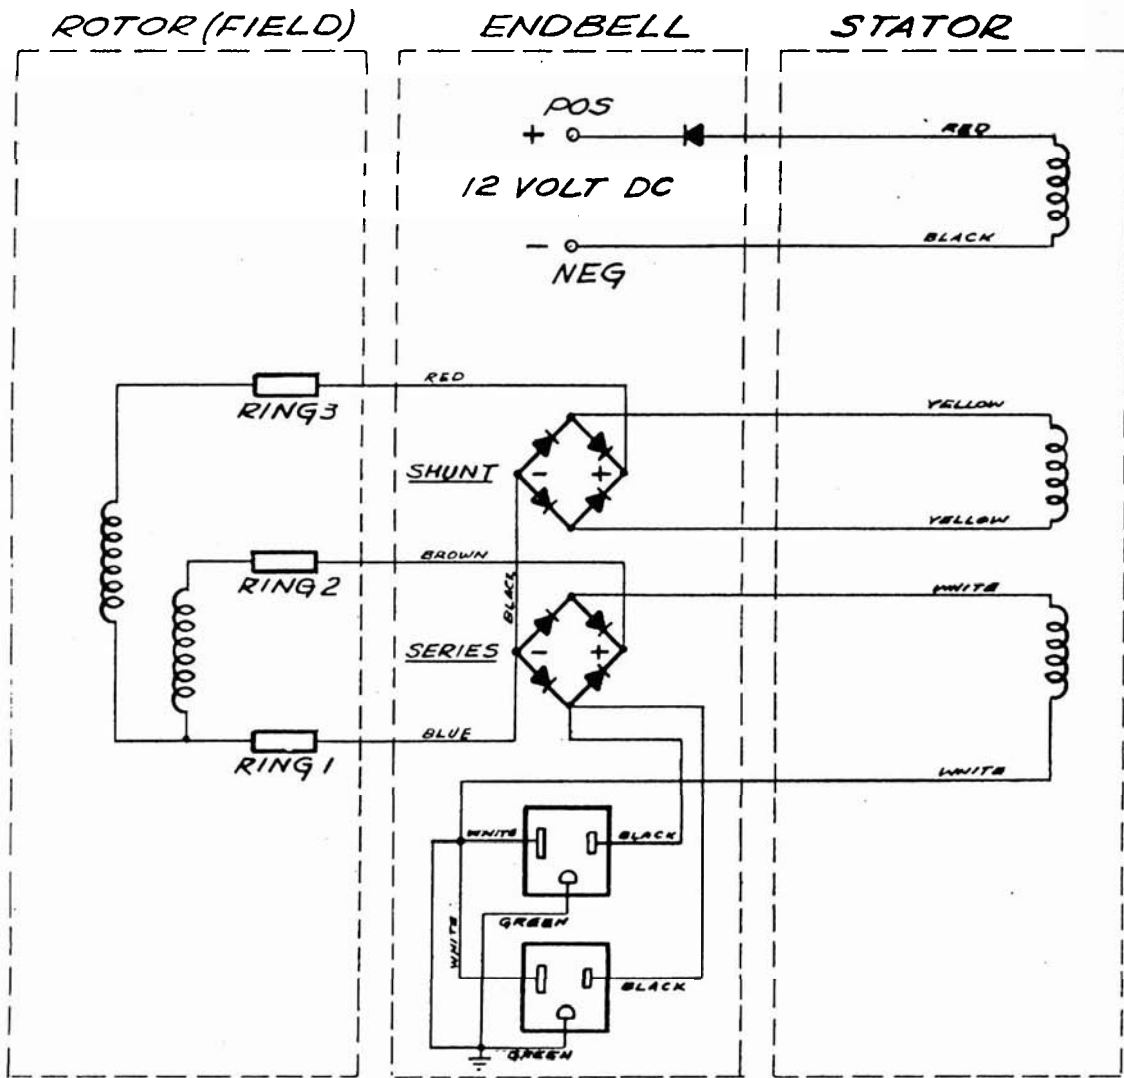 ROTOR (FIELD)
ENDBELL
STATOR
POS
+
RED
12 VOLT DC
-
BLACK
NEG
RED
RING 3
YELLOW
SHUNT
-
+
YELLOW
BROWN
RING 2
BLACK
WHITE
SERIES
-
+
BLUE
RING 1
WHITE
WHITE
BLACK
GREEN
WHITE
BLACK
GREEN